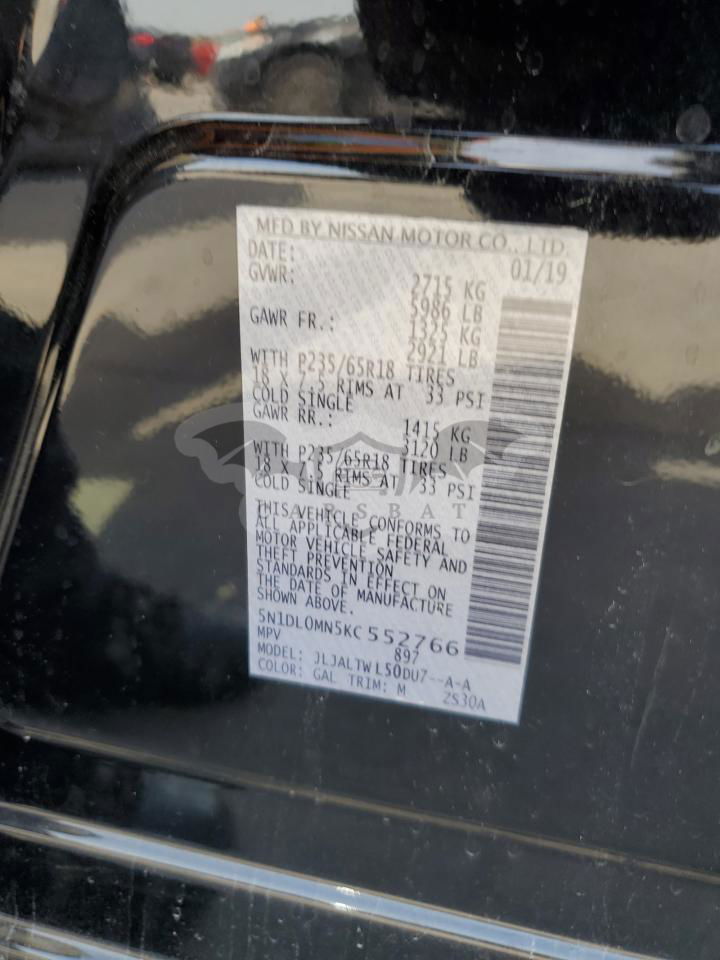 MFD BY NISSAN MOTOR CO., LTD.
DATE: 01/19
GVWR: 2715 KG
5986 LB
GAWR FR.: 1325 KG
2921 LB
WITH P235/65R18 TIRES
18 X 7.5 RIMS AT 33 PSI
COLD SINGLE
GAWR RR.: 1415 KG
3120 LB
WITH P235/65R18 TIRES
18 X 7.5 RIMS AT 33 PSI
COLD SINGLE
THIS VEHICLE CONFORMS TO
ALL APPLICABLE FEDERAL
MOTOR VEHICLE SAFETY AND
THEFT PREVENTION
STANDARDS IN EFFECT ON
THE DATE OF MANUFACTURE
SHOWN ABOVE.
5N1DL0MN5KC552766
MPV 897
MODEL: JLJALTWL50DU7--A-A
COLOR: GAL TRIM: M ZS30A